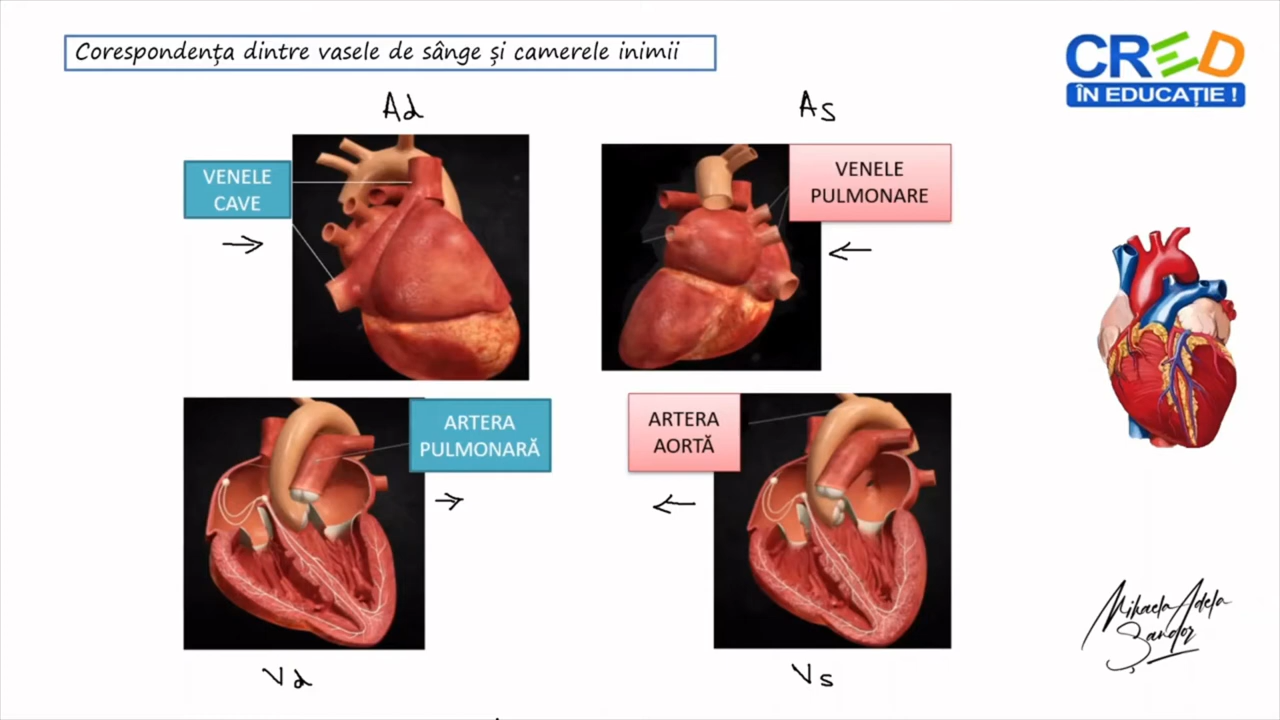 Corespondența dintre vasele de sânge și camerele inimii
CRED
ÎN EDUCAȚIE !
Ad
As
VENELE
CAVE
VENELE
PULMONARE
ARTERA
PULMONARĂ
ARTERA
AORTĂ
Vd
Vs
Mihaela Adela
Șandor